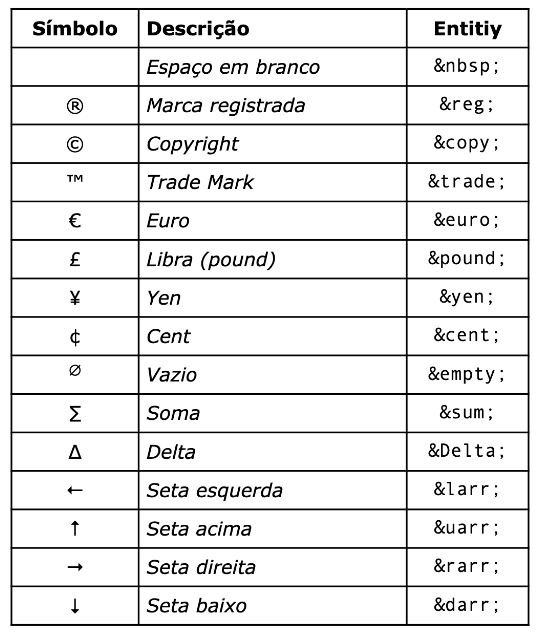 Símbolo Descrição Entitiy
Espaço em branco &nbsp;
® Marca registrada &reg;
© Copyright &copy;
™ Trade Mark &trade;
€ Euro &euro;
£ Libra (pound) &pound;
¥ Yen &yen;
¢ Cent &cent;
∅ Vazio &empty;
∑ Soma &sum;
Δ Delta &Delta;
← Seta esquerda &larr;
↑ Seta acima &uarr;
→ Seta direita &rarr;
↓ Seta baixo &darr;